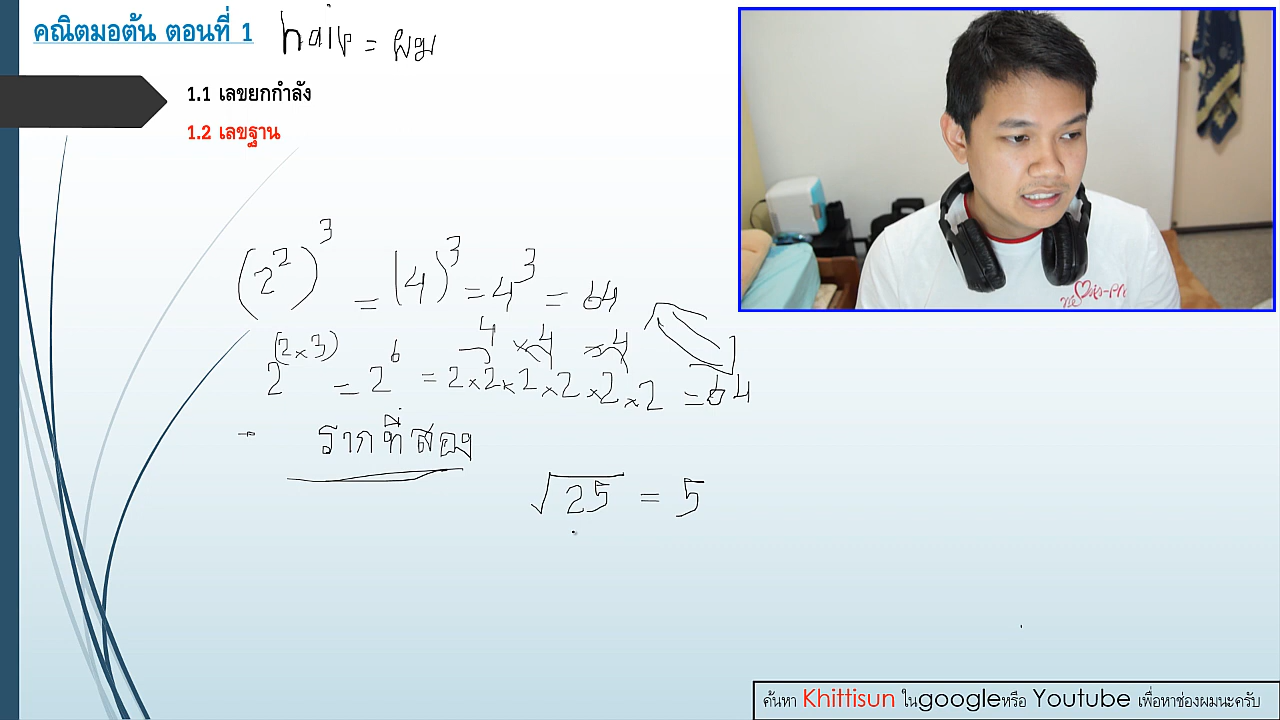 คณิตมอต้น ตอนที่ 1
hair = ผม
1.1 เลขยกกำลัง
1.2 เลขฐาน
(2²)³ = (4)³ = 4³ = 64
4 × 4 × 4
2⁽²ˣ³⁾ = 2⁶ = 2×2×2×2×2×2 = 64
- รากที่สอง
√25 = 5
ค้นหา Khittisun ในgoogleหรือ Youtube เพื่อหาช่องผมนะครับ